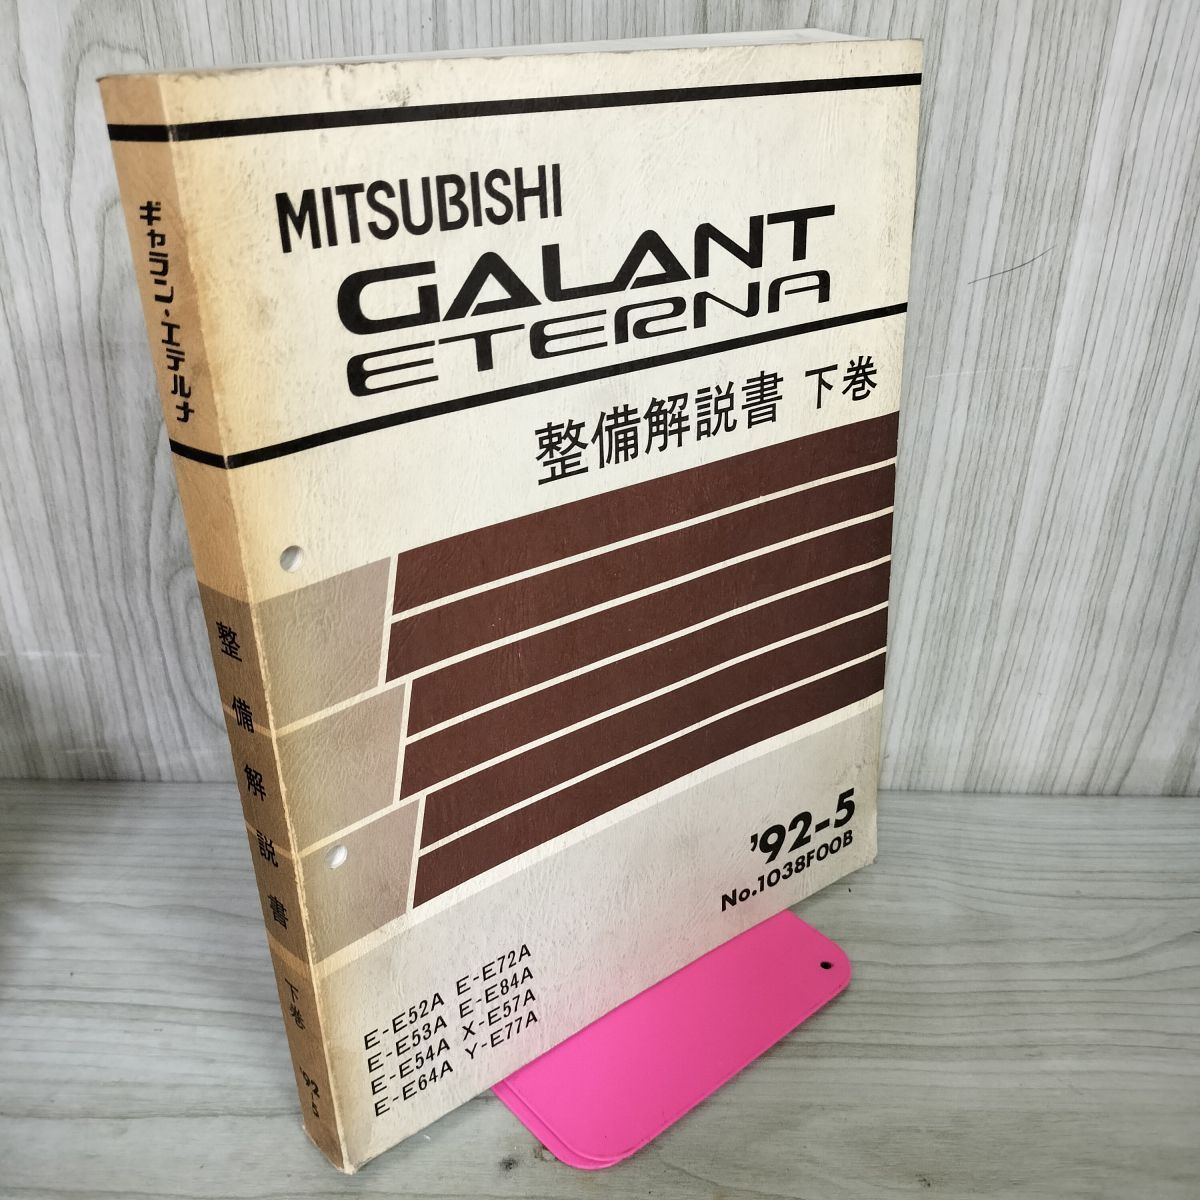 MITSUBISHI
GALANT
ETERNA
整備解説書 下巻
'92-5
No.1038F00B
E-E52A E-E72A
E-E53A E-E84A
E-E54A X-E57A
E-E64A Y-E77A
ギャラン・エテルナ
整備解説書 下巻 '92-5